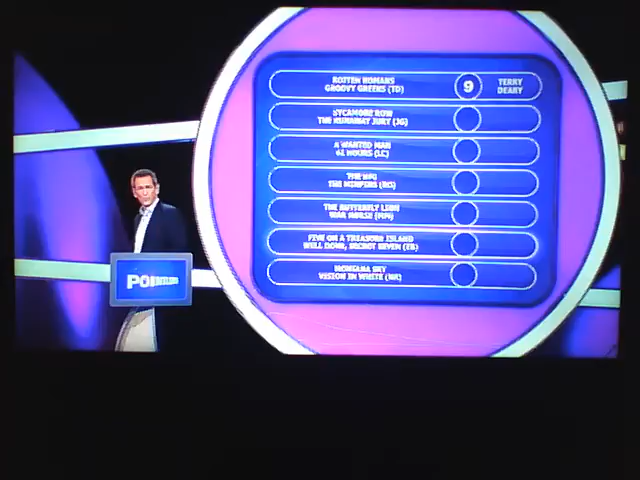 ROTTEN ROMANS
GROOVY GREEKS (TD)
9
TERRY
DEARY
SYCAMORE ROW
THE RUNAWAY JURY (JG)
A WANTED MAN
61 HOURS (LC)
THE BFG
THE MINPINS (RD)
THE BUTTERFLY LION
WAR HORSE (MM)
FIVE ON A TREASURE ISLAND
WELL DONE, SECRET SEVEN (EB)
MONTANA SKY
VISION IN WHITE (NR)
POI